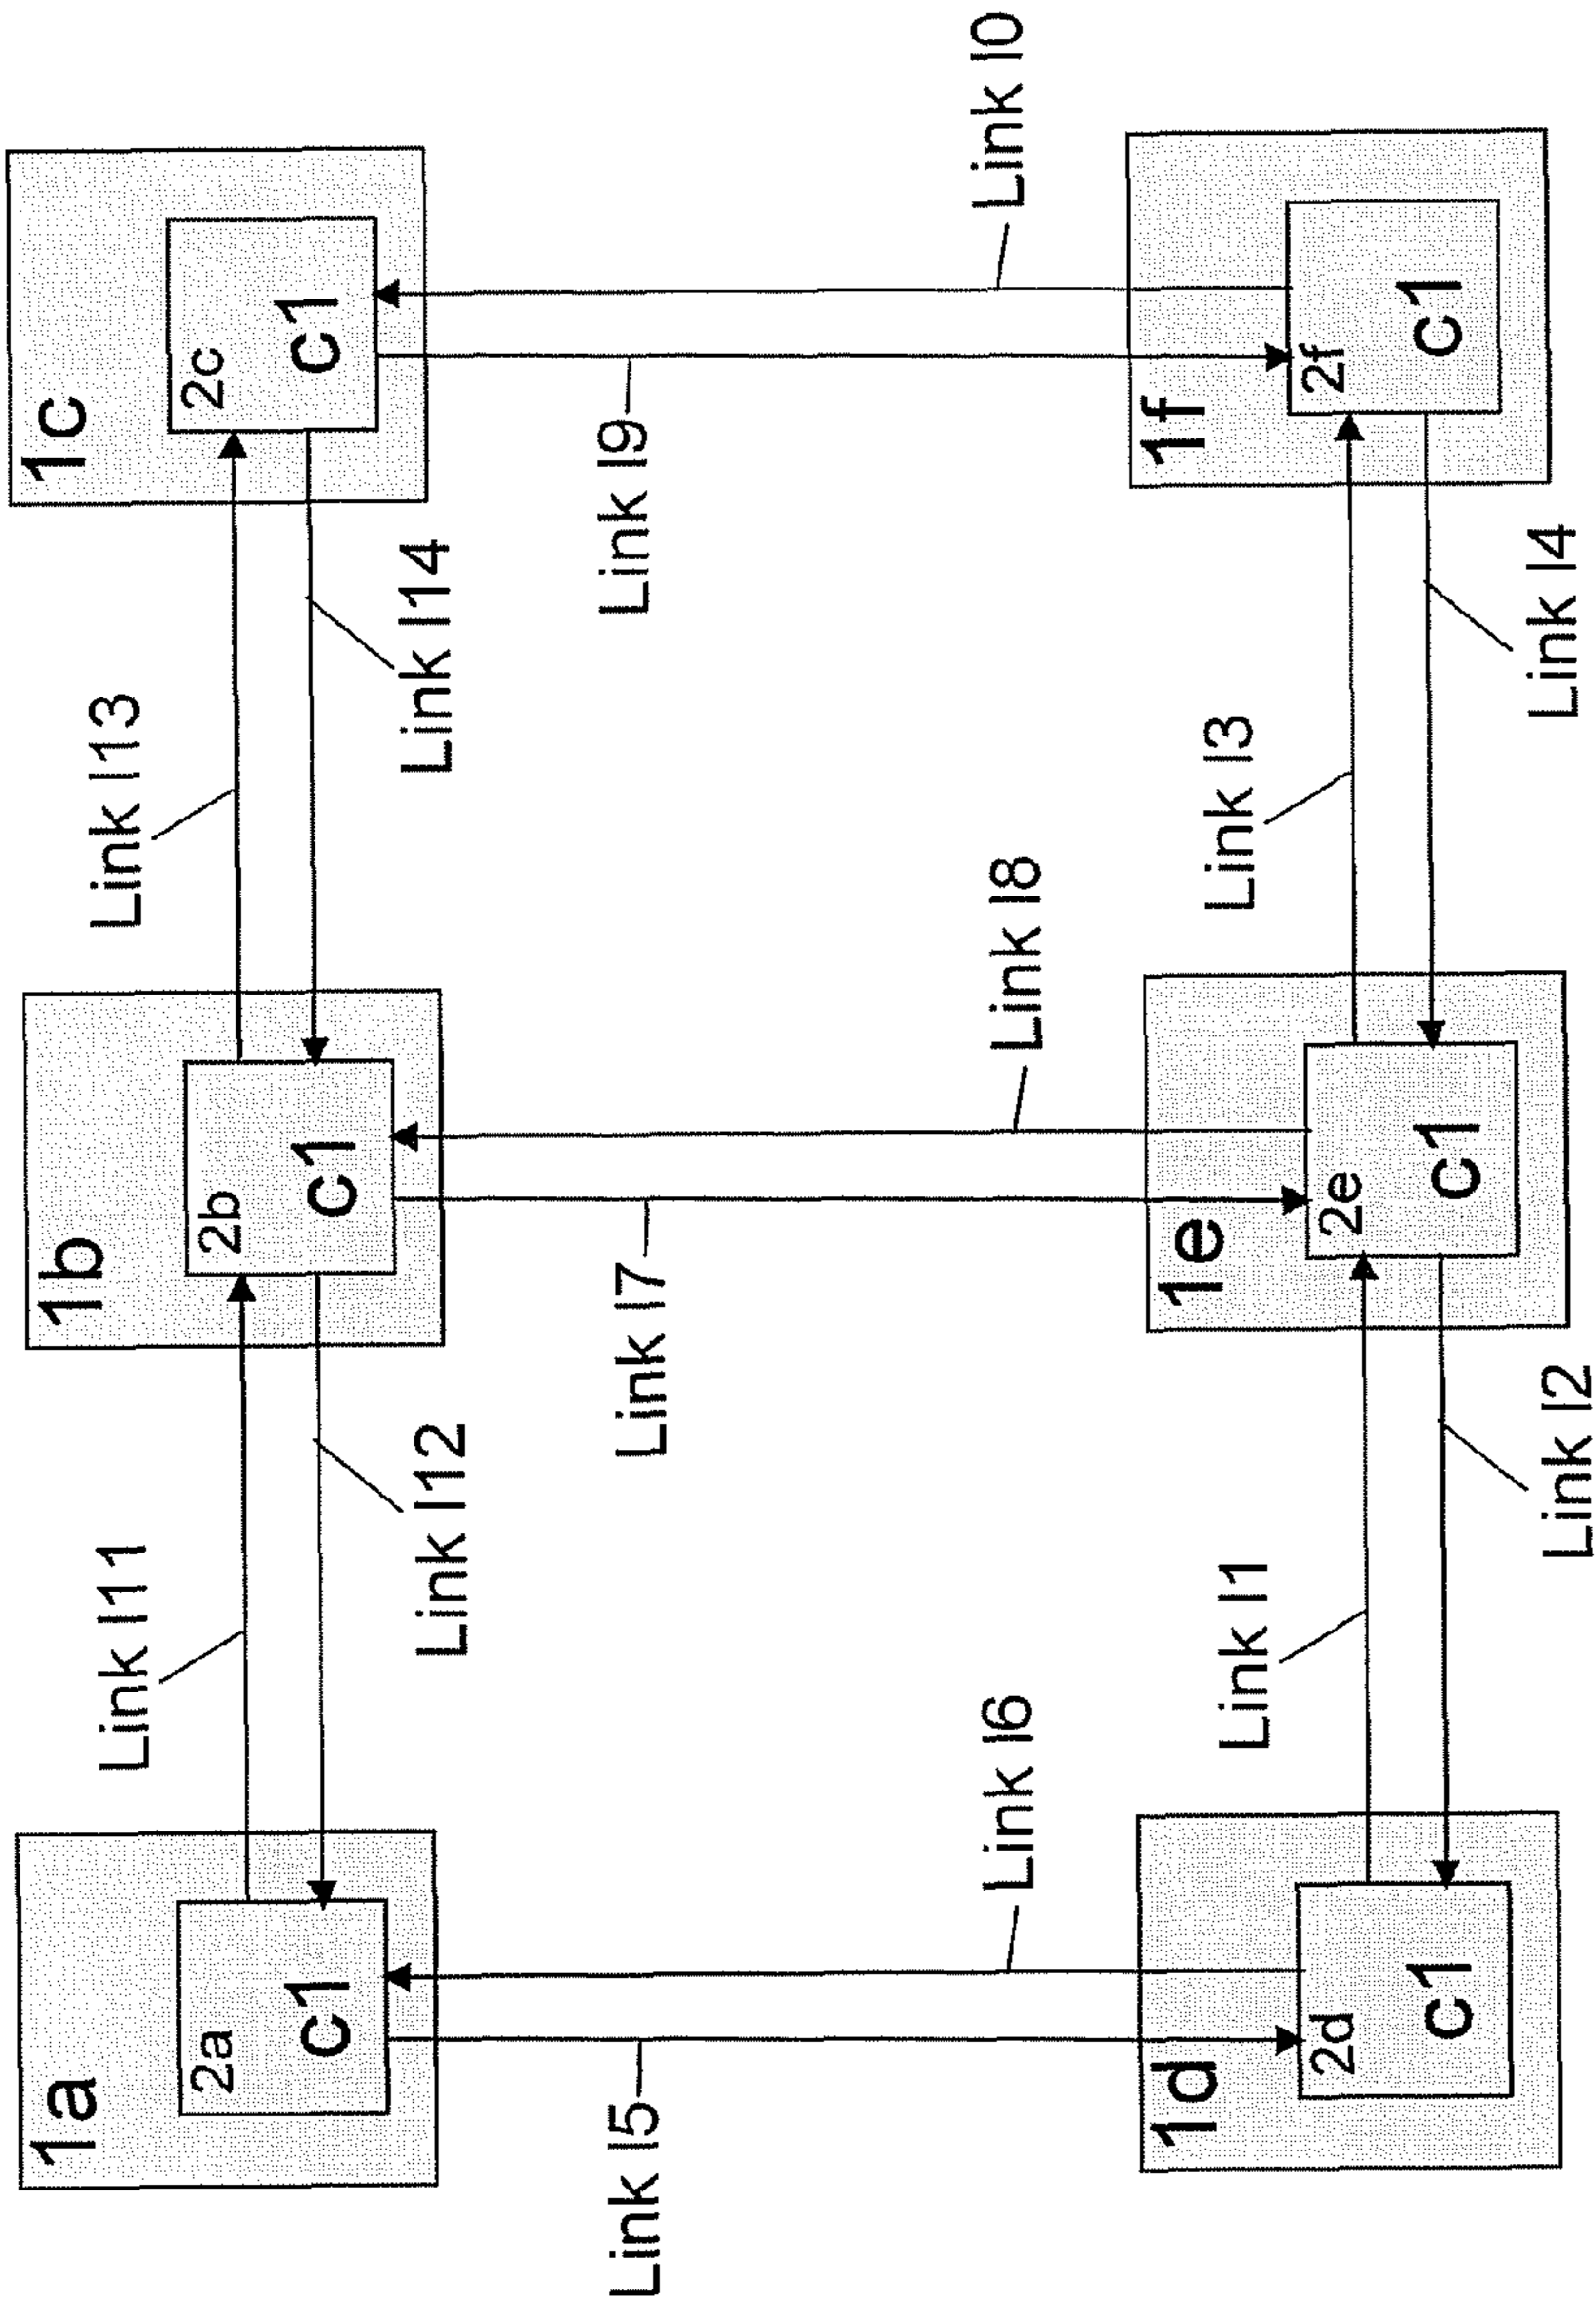 1a
1b
1c
Link l11
Link l13
2a
2b
2c
c1
c1
c1
Link l12
Link l14
Link l5
Link l7
Link l9
Link l6
Link l8
Link l0
1d
1e
1f
Link l1
Link l3
2d
2e
2f
c1
c1
c1
Link l2
Link l4